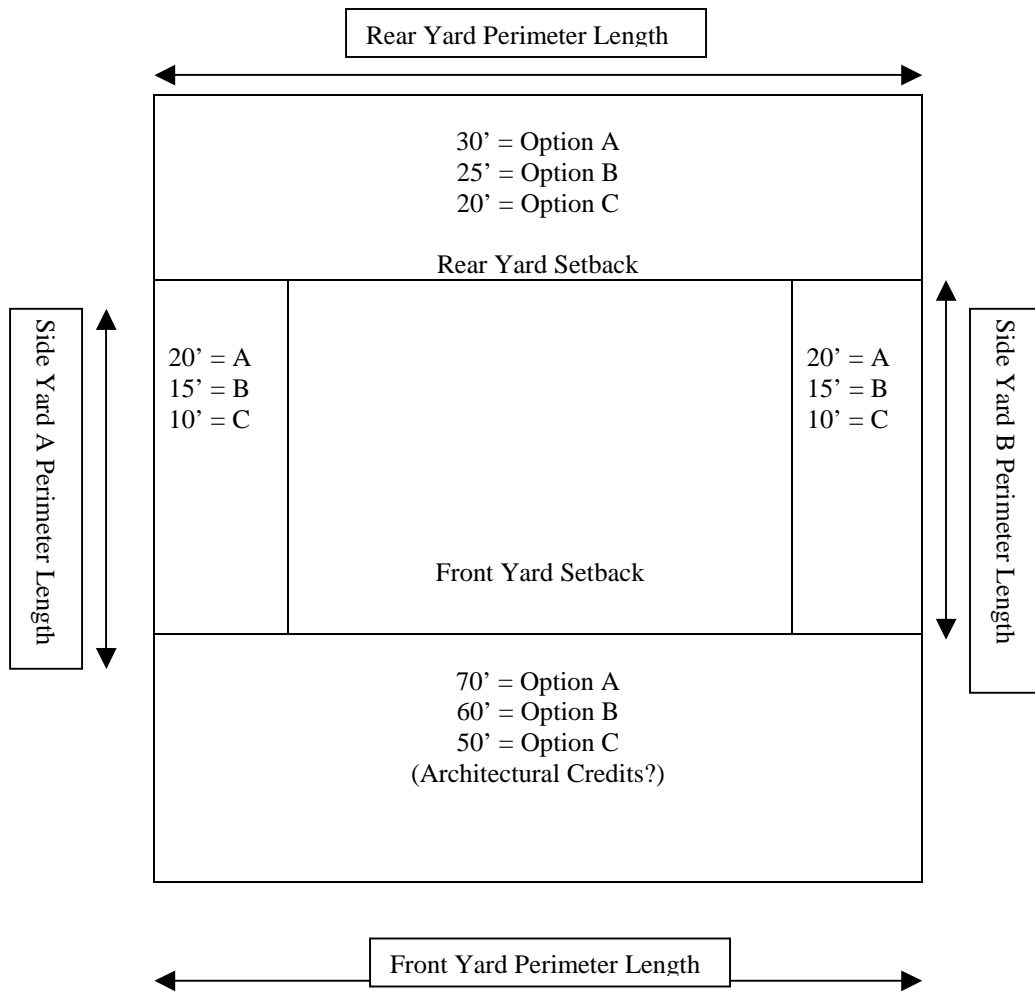 Rear Yard Perimeter Length
30’ = Option A
25’ = Option B
20’ = Option C
Rear Yard Setback
Side Yard A Perimeter Length
20’ = A
15’ = B
10’ = C
20’ = A
15’ = B
10’ = C
Side Yard B Perimeter Length
Front Yard Setback
70’ = Option A
60’ = Option B
50’ = Option C
(Architectural Credits?)
Front Yard Perimeter Length